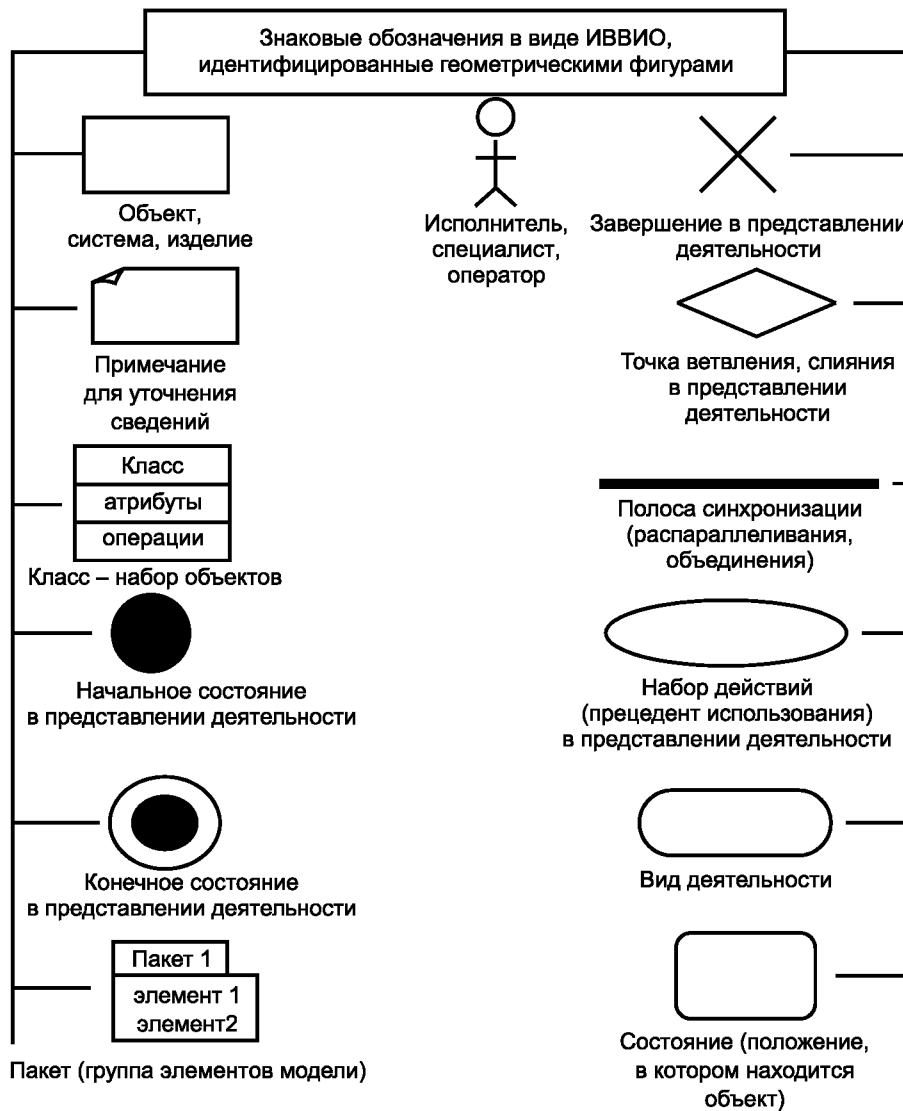 Знаковые обозначения в виде ИВВИО,
идентифицированные геометрическими фигурами
Объект,
система, изделие
Исполнитель,
специалист,
оператор
Завершение в представлении
деятельности
Примечание
для уточнения
сведений
Точка ветвления, слияния
в представлении
деятельности
Класс
атрибуты
операции
Класс – набор объектов
Полоса синхронизации
(распараллеливания,
объединения)
Начальное состояние
в представлении деятельности
Набор действий
(прецедент использования)
в представлении деятельности
Конечное состояние
в представлении деятельности
Вид деятельности
Пакет 1
элемент 1
элемент2
Пакет (группа элементов модели)
Состояние (положение,
в котором находится
объект)